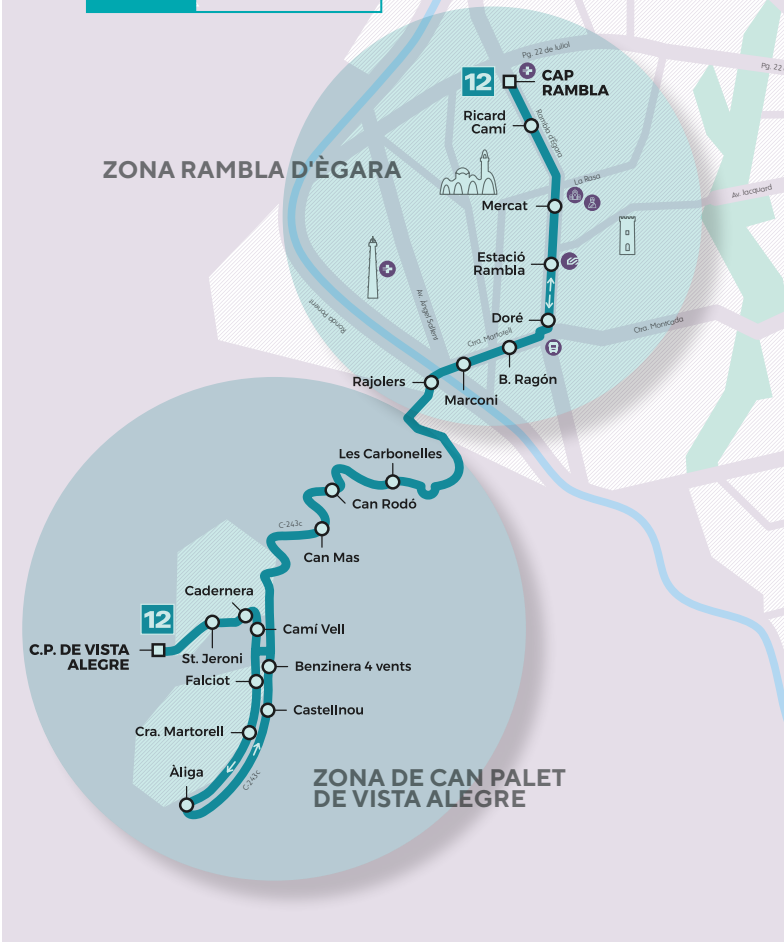 Pg. 22 de Juliol
Pg. 22
12
CAP
RAMBLA
Ricard
Camí
Rambla d'Ègara
ZONA RAMBLA D'ÈGARA
La Rasa
Av. Jacquard
Mercat
Estació
Rambla
Ronda Ponent
Av. Àngel Sallent
Doré
Ctra. Martorell
Ctra. Montcada
Rajolers
B. Ragón
Marconi
Les Carbonelles
Can Rodó
C-243c
Can Mas
Cadernera
12
Camí Vell
C.P. DE VISTA
ALEGRE
St. Jeroni
Benzinera 4 vents
Falciot
Castellnou
Cra. Martorell
Àliga
C-243c
ZONA DE CAN PALET
DE VISTA ALEGRE